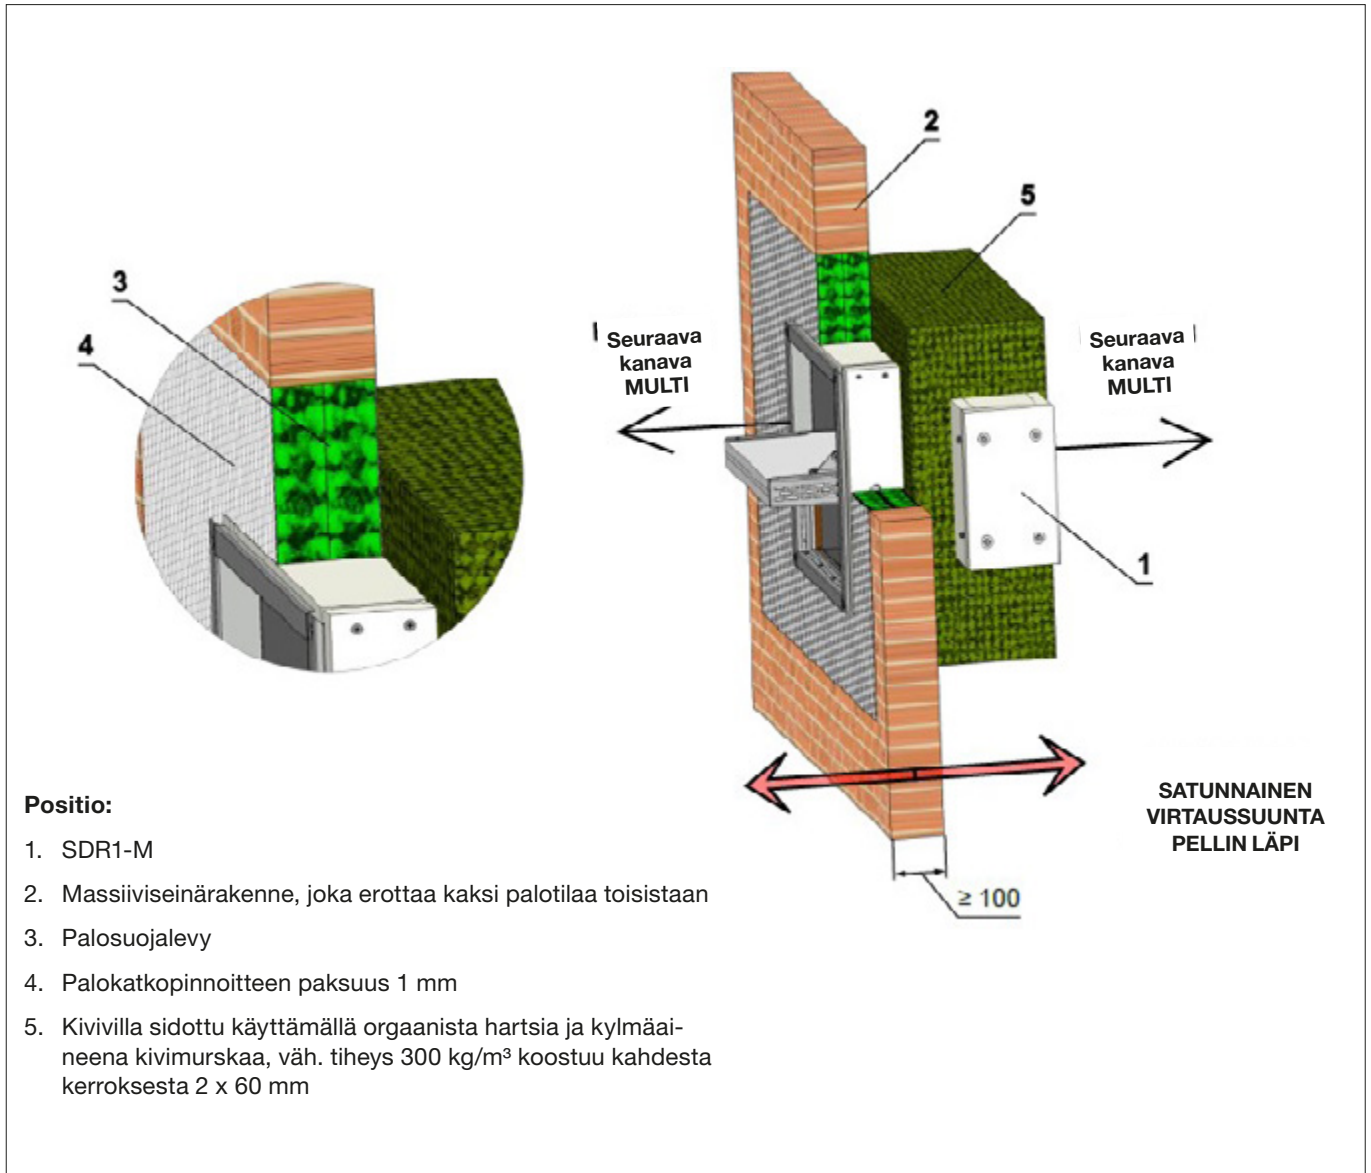 2
5
3
4
Seuraava
kanava
MULTI
Seuraava
kanava
MULTI
1
SATUNNAINEN
VIRTAUSSUUNTA
PELLIN LÄPI
≥ 100
Positio:
1. SDR1-M
2. Massiiviseinärakenne, joka erottaa kaksi palotilaa toisistaan
3. Palosuojalevy
4. Palokatkopinnoitteen paksuus 1 mm
5. Kivivilla sidottu käyttämällä orgaanista hartsia ja kylmäai-
neena kivimurskaa, väh. tiheys 300 kg/m³ koostuu kahdesta
kerroksesta 2 x 60 mm